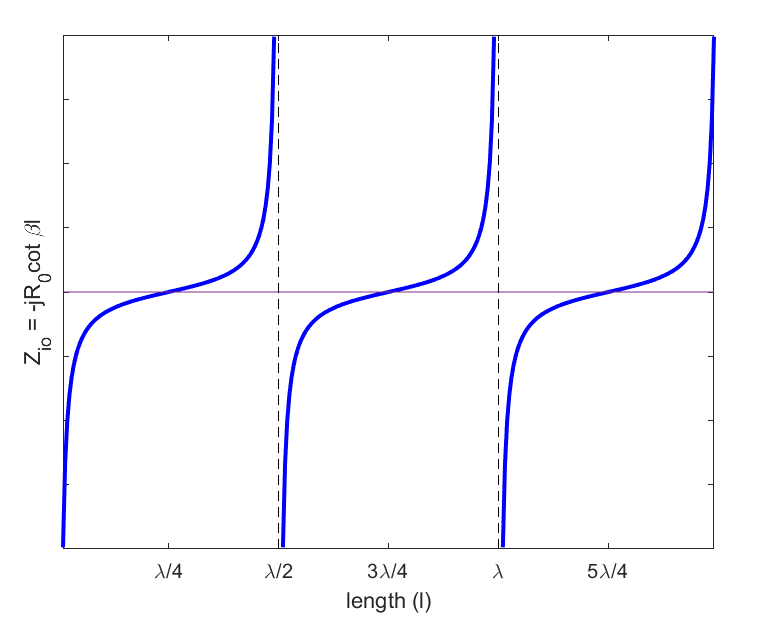 Z_io = -jR_0cot βl
λ/4 λ/2 3λ/4 λ 5λ/4
length (l)